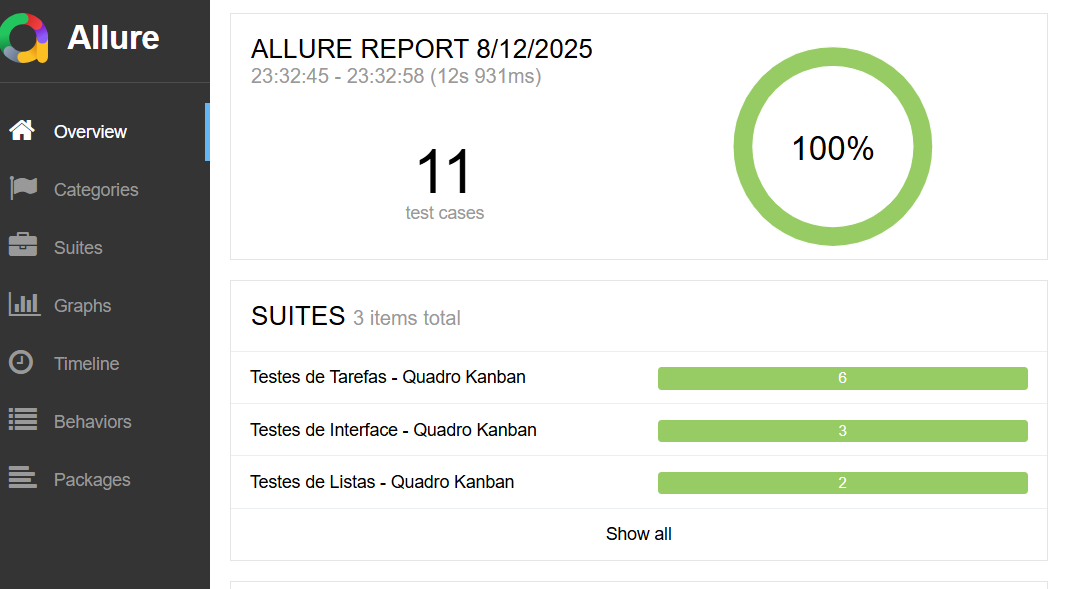 Allure
Overview
Categories
Suites
Graphs
Timeline
Behaviors
Packages
ALLURE REPORT 8/12/2025
23:32:45 - 23:32:58 (12s 931ms)
11
test cases
100%
SUITES 3 items total
Testes de Tarefas - Quadro Kanban 6
Testes de Interface - Quadro Kanban 3
Testes de Listas - Quadro Kanban 2
Show all